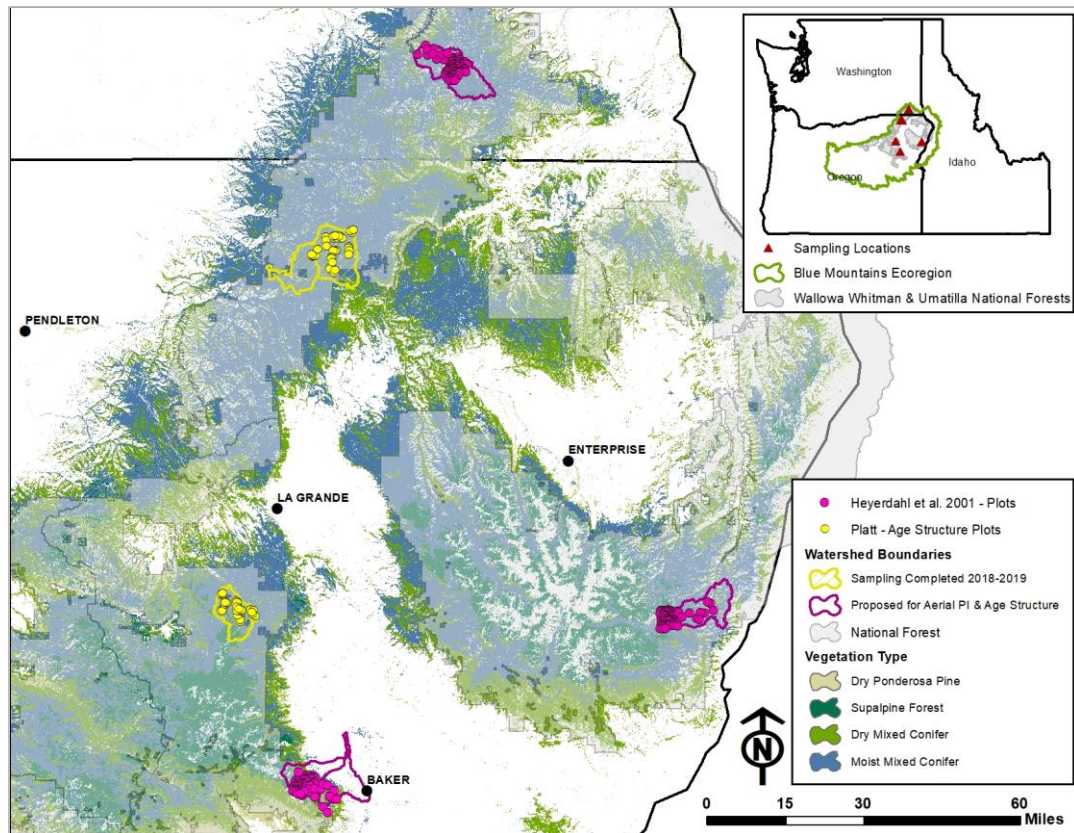 Washington
Oregon
Idaho
Sampling Locations
Blue Mountains Ecoregion
Wallowa Whitman & Umatilla National Forests
PENDLETON
ENTERPRISE
LA GRANDE
BAKER
Heyerdahl et al. 2001 - Plots
Platt - Age Structure Plots
Watershed Boundaries
Sampling Completed 2018-2019
Proposed for Aerial PI & Age Structure
National Forest
Vegetation Type
Dry Ponderosa Pine
Supalpine Forest
Dry Mixed Conifer
Moist Mixed Conifer
N
0 15 30 60
Miles